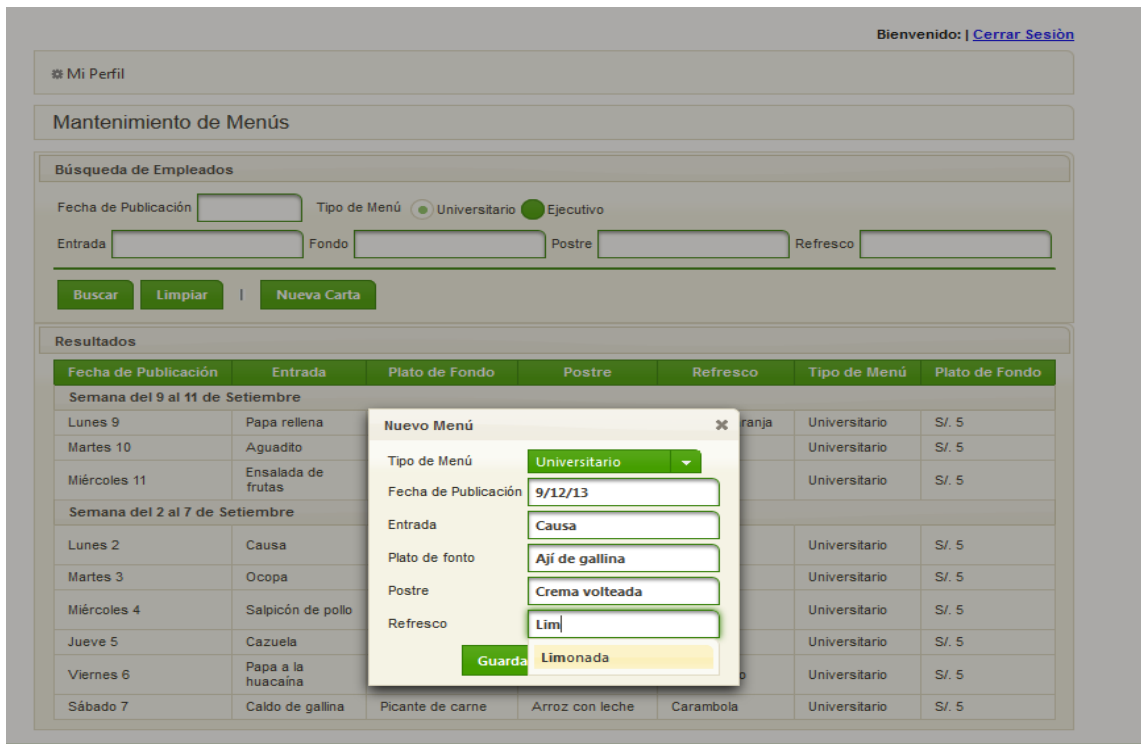 Bienvenido: | Cerrar Sesiòn
Mi Perfil
Mantenimiento de Menús
Búsqueda de Empleados
Fecha de Publicación Tipo de Menú Universitario Ejecutivo
Entrada Fondo Postre Refresco
Buscar Limpiar | Nueva Carta
Resultados
Fecha de Publicación Entrada Plato de Fondo Postre Refresco Tipo de Menú Plato de Fondo
Semana del 9 al 11 de Setiembre
Lunes 9 Papa rellena Universitario S/. 5
Martes 10 Aguadito Universitario S/. 5
Miércoles 11 Ensalada de frutas Universitario S/. 5
Semana del 2 al 7 de Setiembre
Lunes 2 Causa Universitario S/. 5
Martes 3 Ocopa Universitario S/. 5
Miércoles 4 Salpicón de pollo Universitario S/. 5
Jueve 5 Cazuela Universitario S/. 5
Viernes 6 Papa a la huacaína Universitario S/. 5
Sábado 7 Caldo de gallina Picante de carne Arroz con leche Carambola Universitario S/. 5
Nuevo Menú
Tipo de Menú Universitario
Fecha de Publicación 9/12/13
Entrada Causa
Plato de fonto Ají de gallina
Postre Crema volteada
Refresco Lim
Limonada